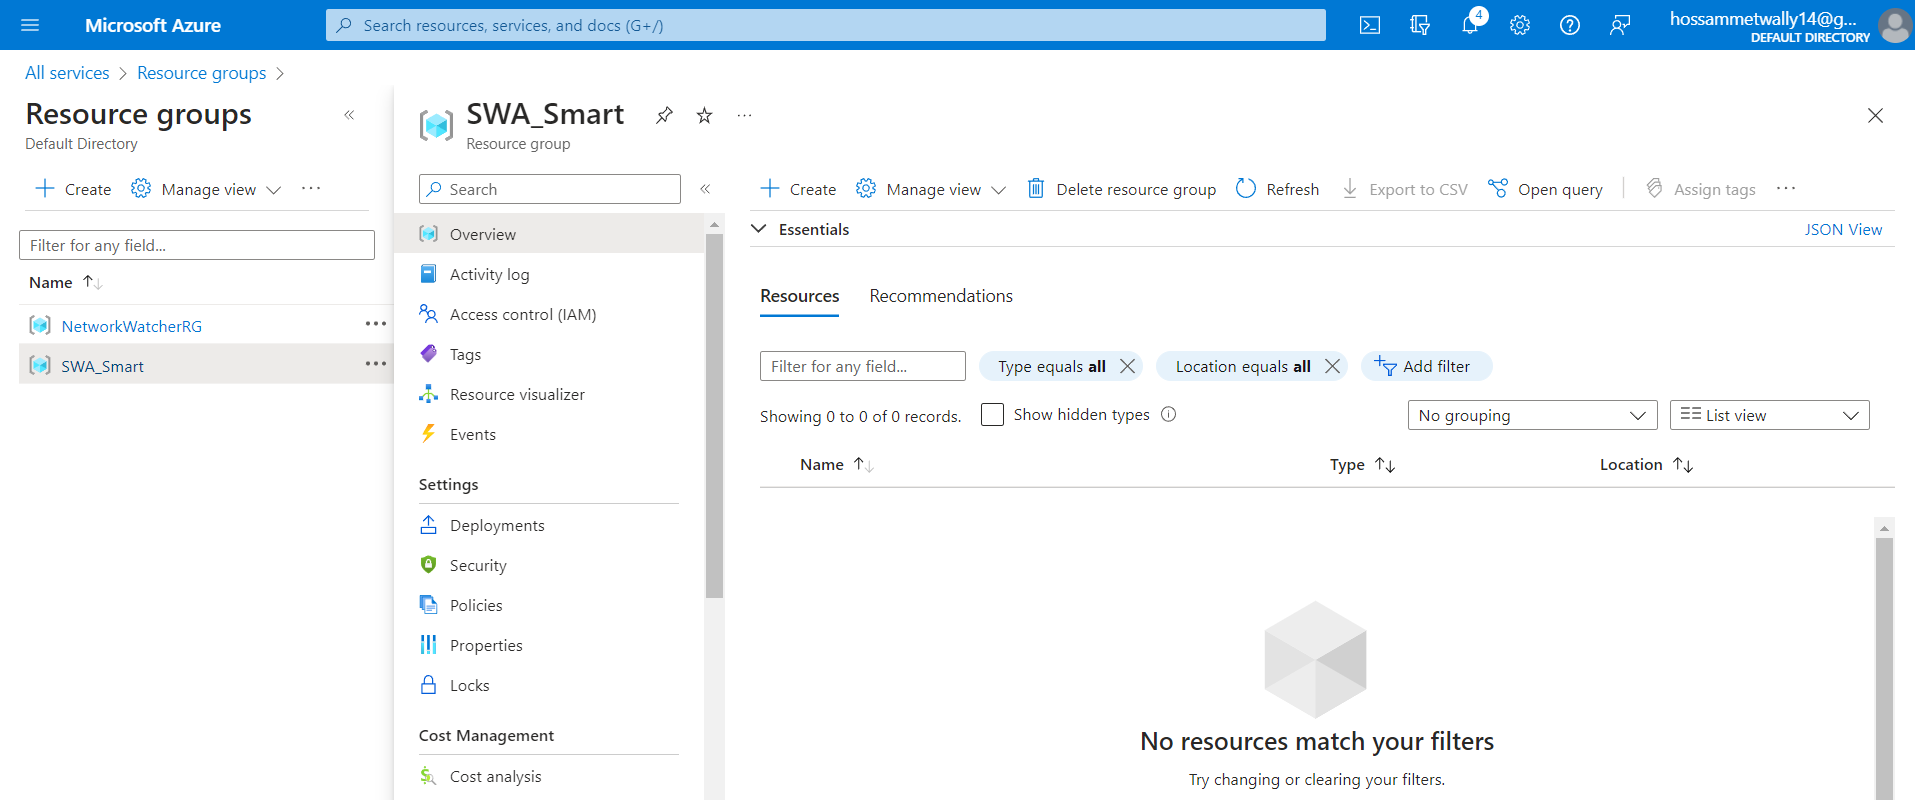 Microsoft Azure
Search resources, services, and docs (G+/)
4
hossammetwally14@g...
DEFAULT DIRECTORY
All services > Resource groups >
Resource groups
Default Directory
Create Manage view ...
Filter for any field...
Name
NetworkWatcherRG ...
SWA_Smart ...
SWA_Smart ...
Resource group
Search
Overview
Activity log
Access control (IAM)
Tags
Resource visualizer
Events
Settings
Deployments
Security
Policies
Properties
Locks
Cost Management
Cost analysis
Create Manage view Delete resource group Refresh Export to CSV Open query Assign tags ...
Essentials JSON View
Resources Recommendations
Filter for any field... Type equals all Location equals all Add filter
Showing 0 to 0 of 0 records. Show hidden types No grouping List view
Name Type Location
No resources match your filters
Try changing or clearing your filters.